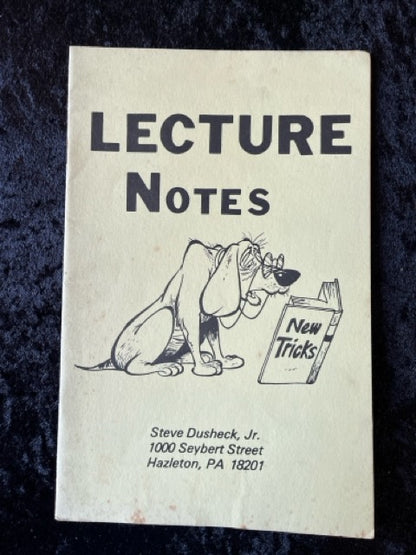 LECTURE
NOTES
New
Tricks
Steve Dusheck, Jr.
1000 Seybert Street
Hazleton, PA 18201